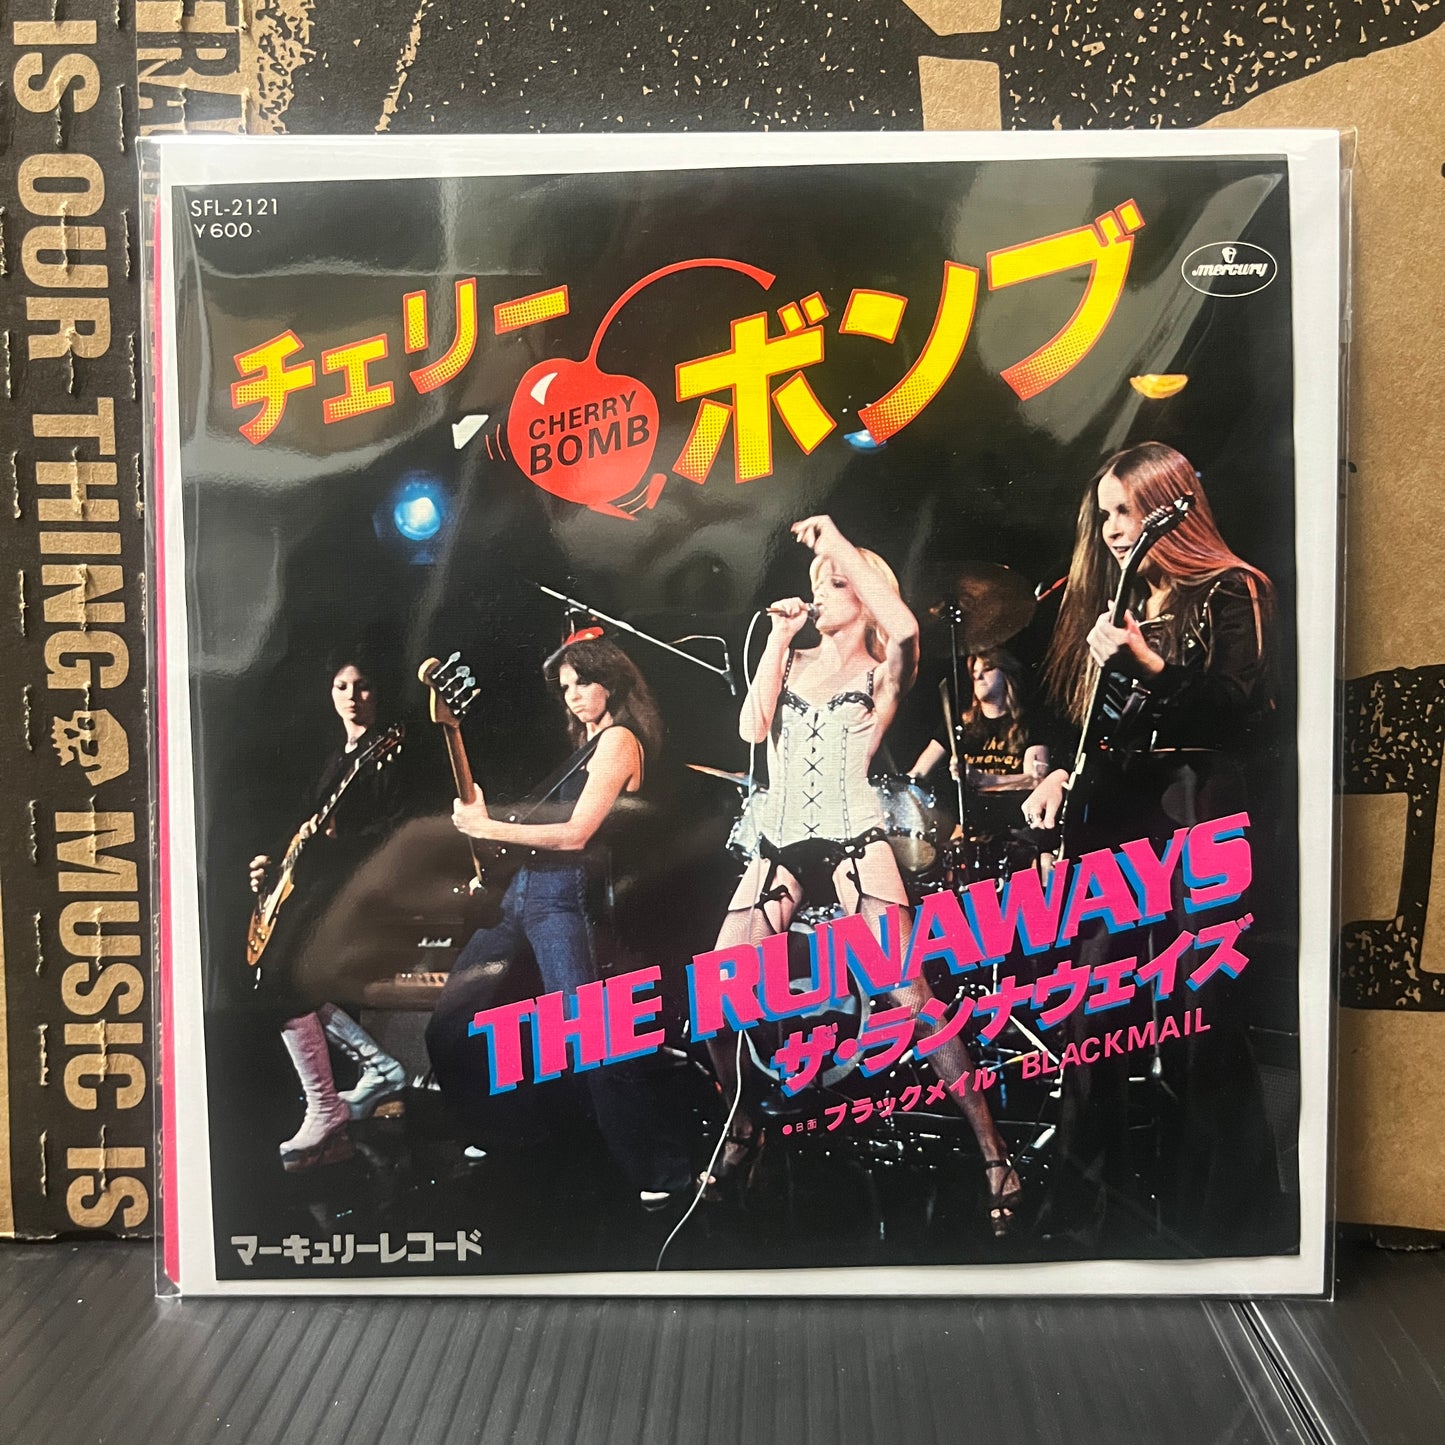 SFL-2121
¥600
mercury
チェリーボンブ
CHERRY
BOMB
The
Runaways
THE RUNAWAYS
ザ・ランナウェイズ
●B面 ブラックメイル BLACKMAIL
マーキュリーレコード
IS OUR THING
MUSIC IS